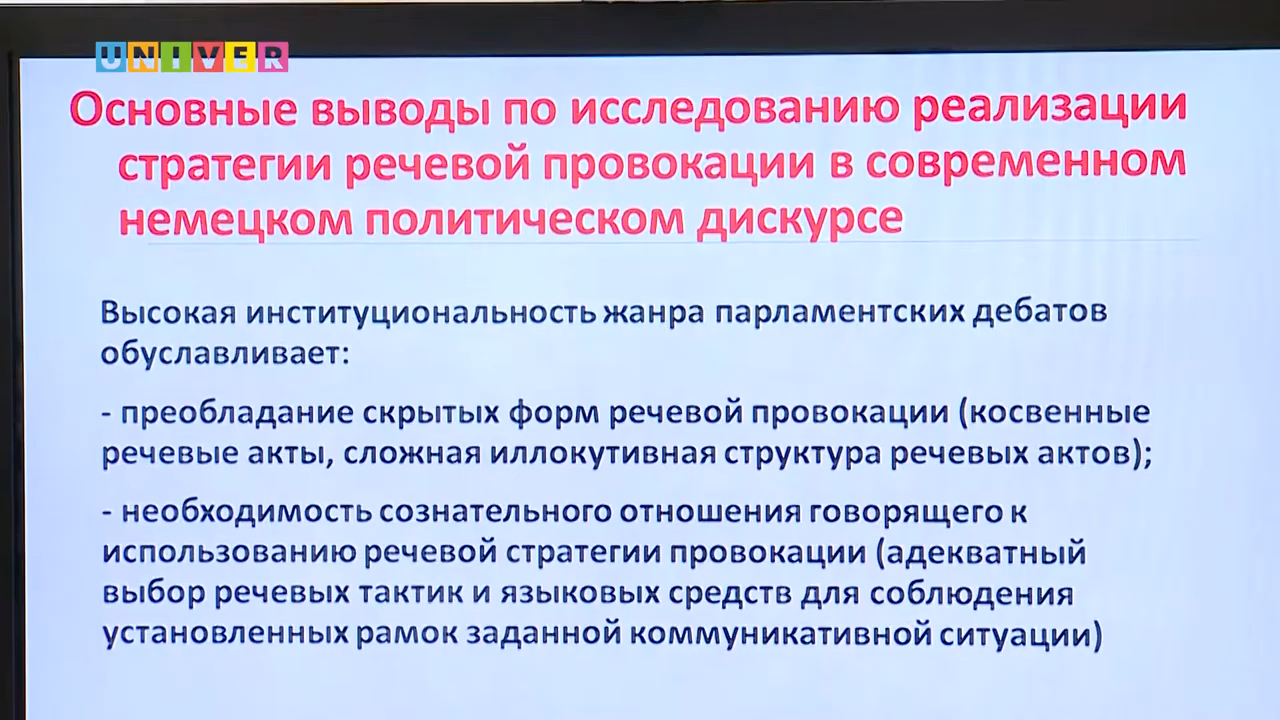 UNIVER
Основные выводы по исследованию реализации
стратегии речевой провокации в современном
немецком политическом дискурсе
Высокая институциональность жанра парламентских дебатов
обуславливает:
- преобладание скрытых форм речевой провокации (косвенные
речевые акты, сложная иллокутивная структура речевых актов);
- необходимость сознательного отношения говорящего к
использованию речевой стратегии провокации (адекватный
выбор речевых тактик и языковых средств для соблюдения
установленных рамок заданной коммуникативной ситуации)